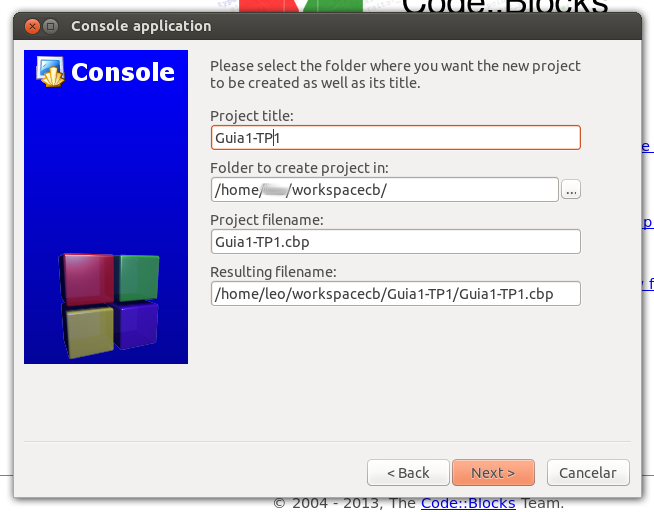 Code::Blocks
Console application
Console
Please select the folder where you want the new project
to be created as well as its title.
Project title:
Guia1-TP1
Folder to create project in:
/home/ /workspacecb/
...
Project filename:
Guia1-TP1.cbp
Resulting filename:
/home/leo/workspacecb/Guia1-TP1/Guia1-TP1.cbp
< Back
Next >
Cancelar
© 2004 - 2013, The Code::Blocks Team.